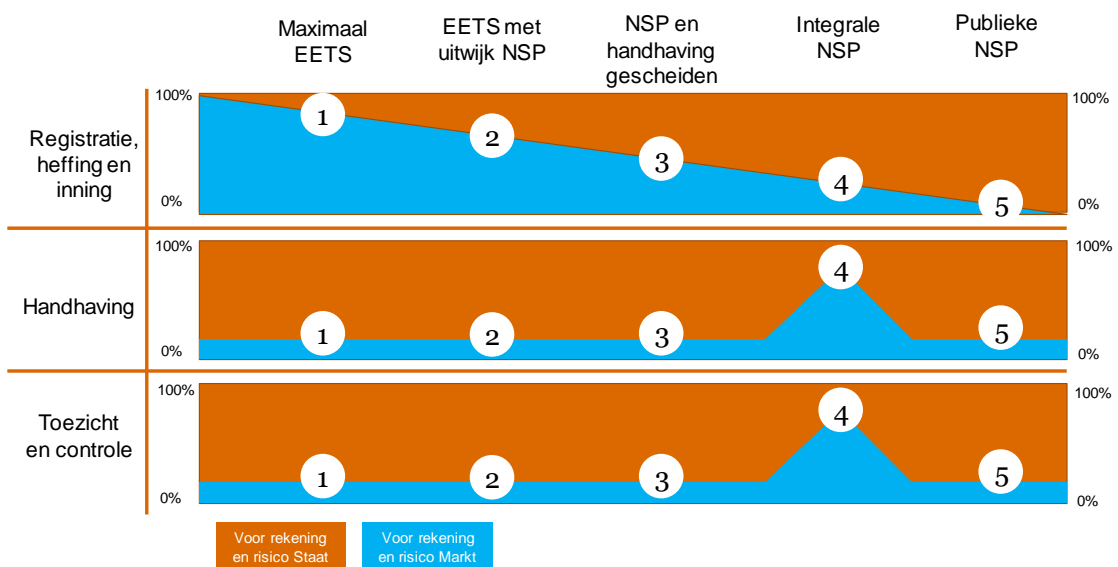 Maximaal
EETS
EETS met
uitwijk NSP
NSP en
handhaving
gescheiden
Integrale
NSP
Publieke
NSP
Registratie,
heffing en
inning
100%
0%
1
2
3
4
5
100%
0%
Handhaving
100%
0%
1
2
3
4
5
100%
0%
Toezicht
en controle
100%
0%
1
2
3
4
5
100%
0%
Voor rekening
en risico Staat
Voor rekening
en risico Markt